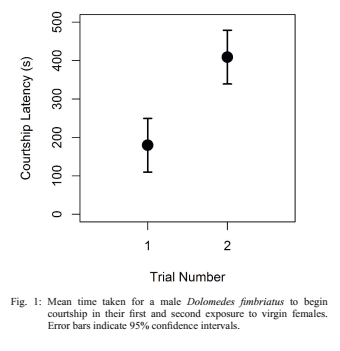 500
400
300
200
100
0
Courtship Latency (s)
1 2
Trial Number
Fig. 1: Mean time taken for a male Dolomedes fimbriatus to begin
courtship in their first and second exposure to virgin females.
Error bars indicate 95% confidence intervals.